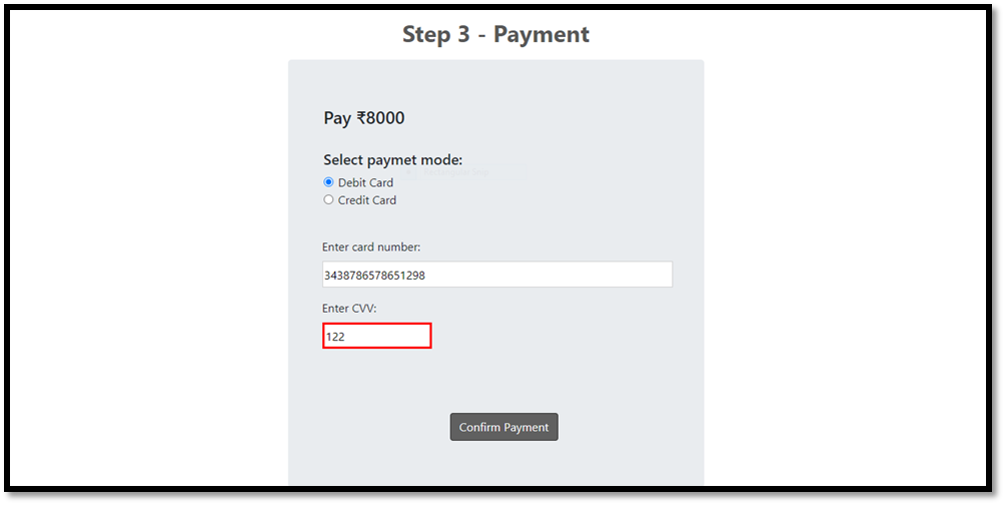 Step 3 - Payment
Pay ₹8000
Select paymet mode:
Debit Card
Credit Card
Enter card number:
3438786578651298
Enter CVV:
122
Confirm Payment